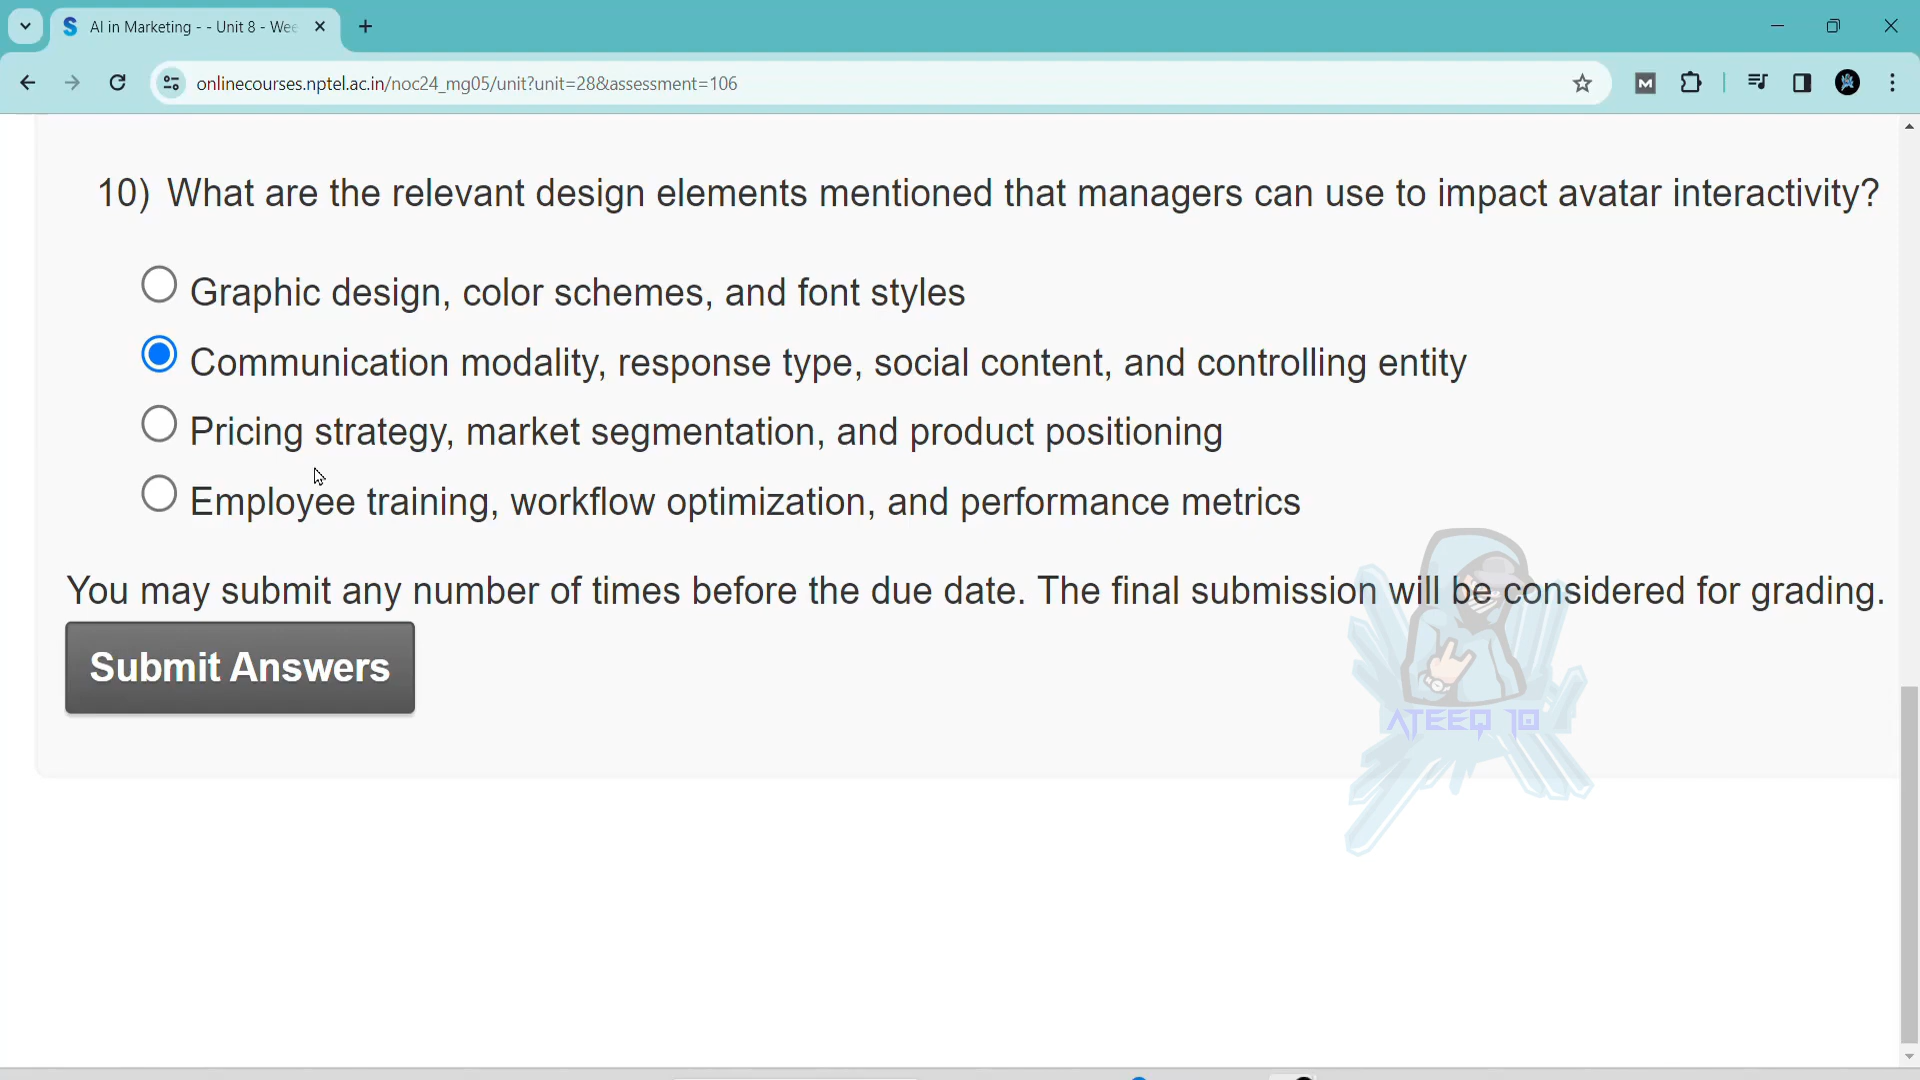 AI in Marketing - - Unit 8 - Wee
onlinecourses.nptel.ac.in/noc24_mg05/unit?unit=28&assessment=106
10) What are the relevant design elements mentioned that managers can use to impact avatar interactivity?
Graphic design, color schemes, and font styles
Communication modality, response type, social content, and controlling entity
Pricing strategy, market segmentation, and product positioning
Employee training, workflow optimization, and performance metrics
You may submit any number of times before the due date. The final submission will be considered for grading.
Submit Answers
ATEEQ 10